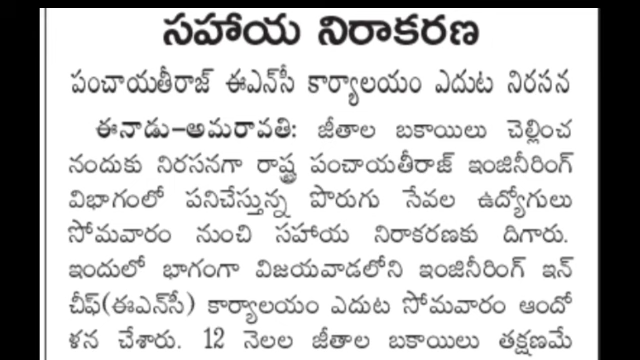 సహాయ నిరాకరణ
పంచాయతీరాజ్ ఈఎన్‌సీ కార్యాలయం ఎదుట నిరసన
ఈనాడు-అమరావతి: జీతాల బకాయిలు చెల్లించ
నందుకు నిరసనగా రాష్ట్ర పంచాయతీరాజ్ ఇంజినీరింగ్
విభాగంలో పనిచేస్తున్న పొరుగు సేవల ఉద్యోగులు
సోమవారం నుంచి సహాయ నిరాకరణకు దిగారు.
ఇందులో భాగంగా విజయవాడలోని ఇంజినీరింగ్ ఇన్
చీఫ్(ఈఎన్‌సీ) కార్యాలయం ఎదుట సోమవారం ఆందో
ళన చేశారు. 12 నెలల జీతాల బకాయిలు తక్షణమే